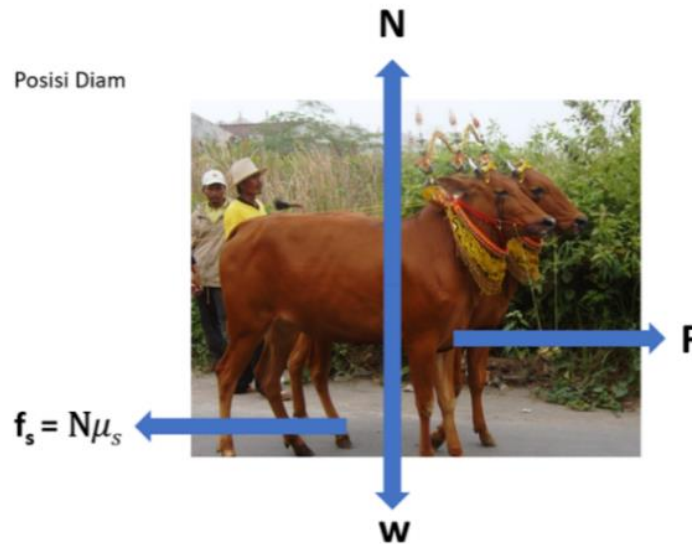 N
Posisi Diam
fₛ = Nμₛ
w